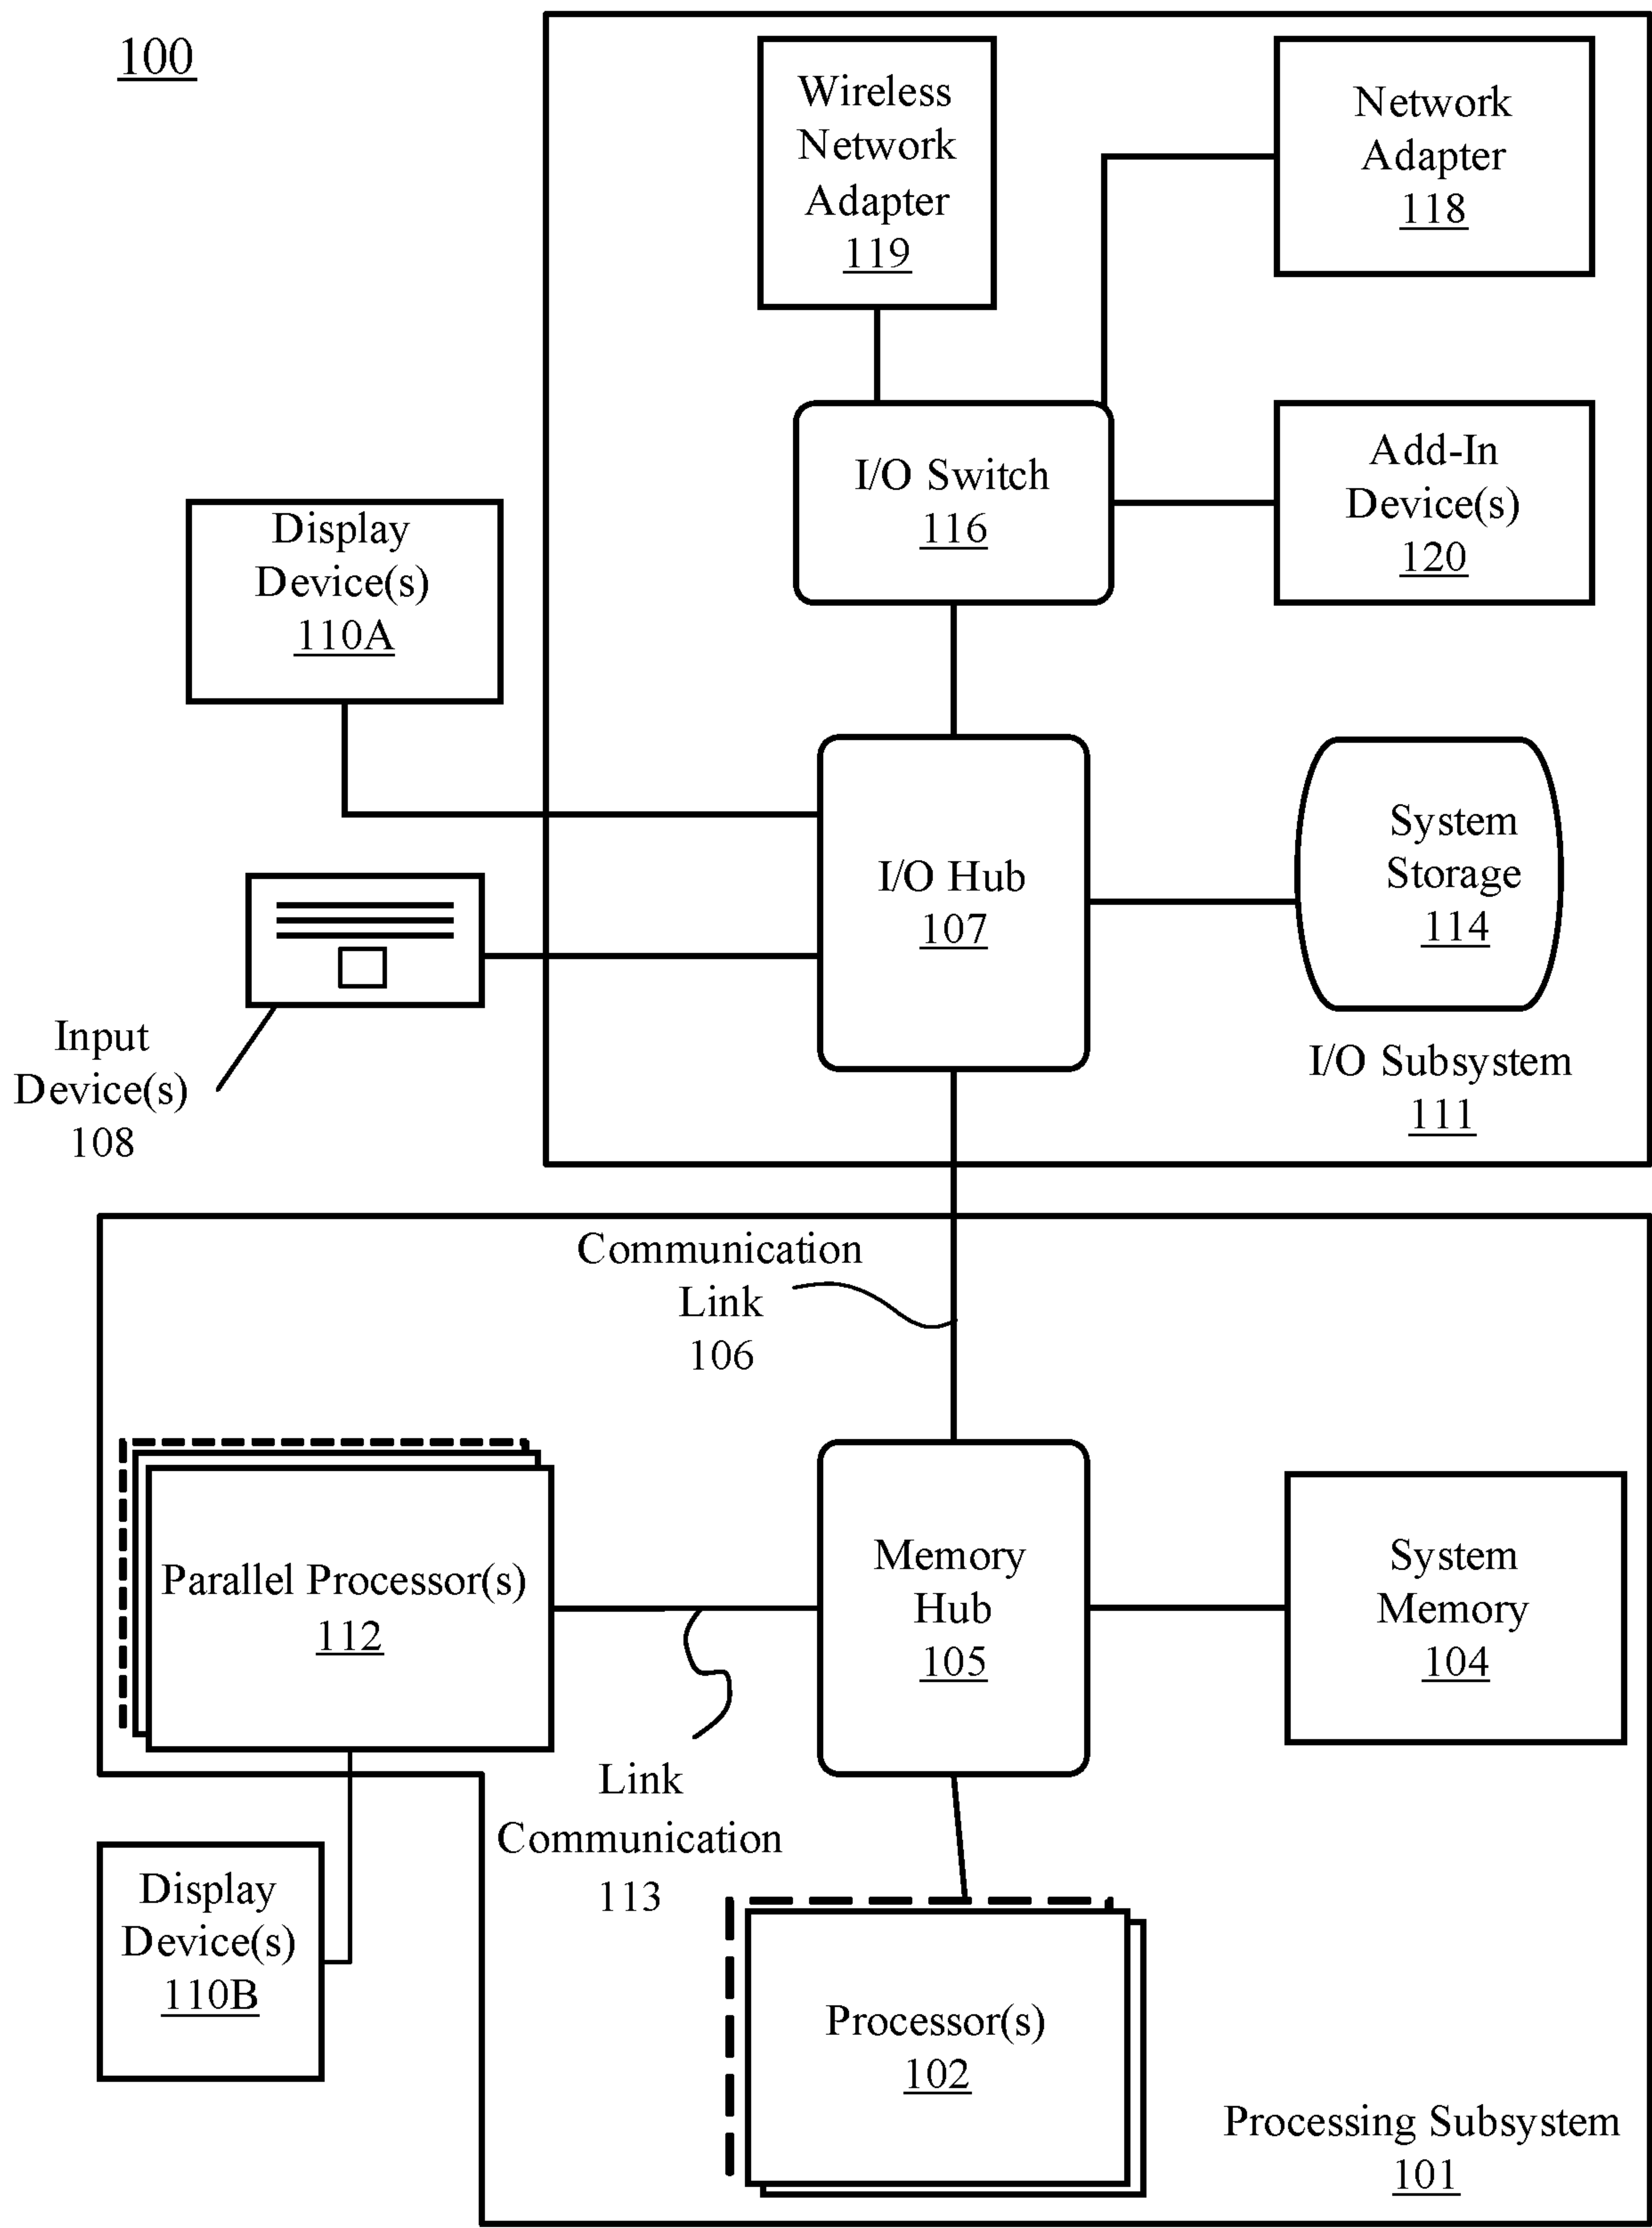 100
Wireless
Network
Adapter
119
Network
Adapter
118
I/O Switch
116
Add-In
Device(s)
120
Display
Device(s)
110A
I/O Hub
107
System
Storage
114
Input
Device(s)
108
I/O Subsystem
111
Communication
Link
106
Parallel Processor(s)
112
Memory
Hub
105
System
Memory
104
Link
Communication
113
Display
Device(s)
110B
Processor(s)
102
Processing Subsystem
101